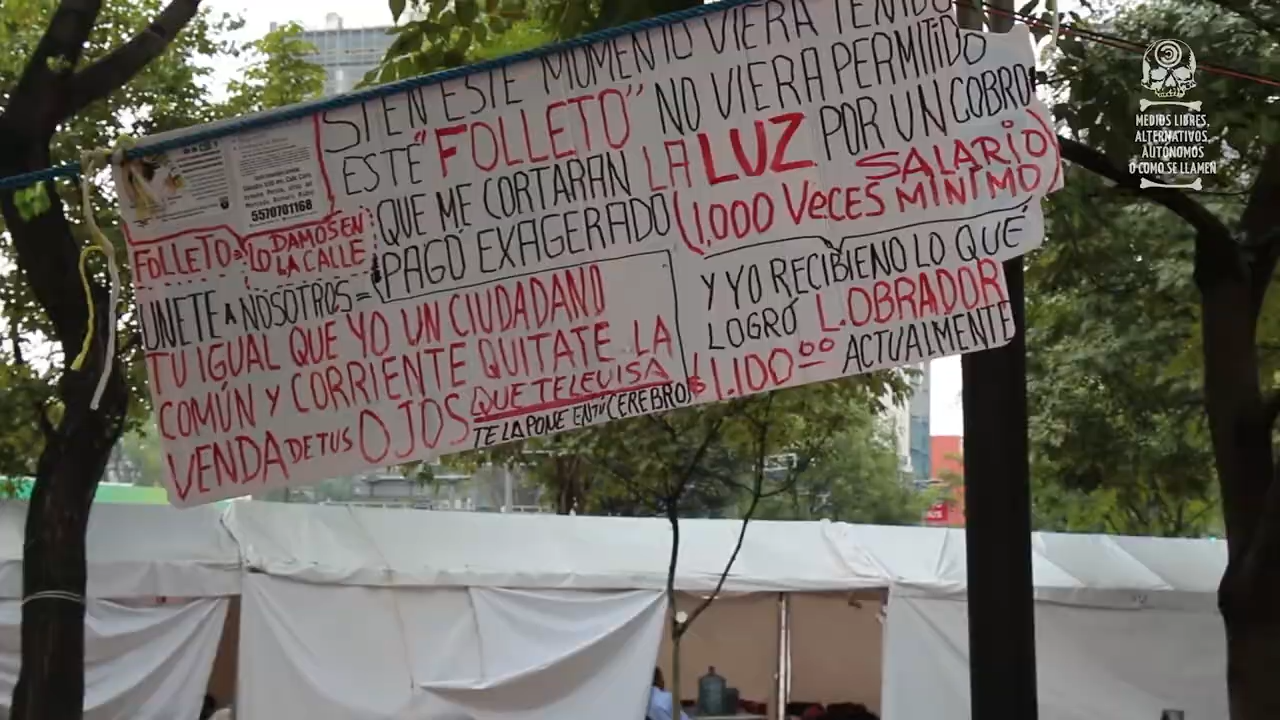 SI EN ESTE MOMENTO VIERA TENIDO
ESTE "FOLLETO" NO VIERA PERMITIDO
QUE ME CORTARAN LA LUZ POR UN COBRO
PAGO EXAGERADO (1,000 VECES SALARIO MINIMO)
5570701168
FOLLETO = LO DAMOS EN
LA CALLE
UNETE A NOSOTROS =
TU IGUAL QUE YO UN CIUDADANO
COMÚN Y CORRIENTE QUITATE LA
VENDA DE TUS OJOS QUE TELEVISA
TE LA PONE EN TU CEREBRO
Y YO RECIBIENO LO QUE
LOGRÓ L.OBRADOR
$1,100°° ACTUALMENTE
MEDIOS LIBRES,
ALTERNATIVOS,
AUTÓNOMOS
O COMO SE LLAMEN